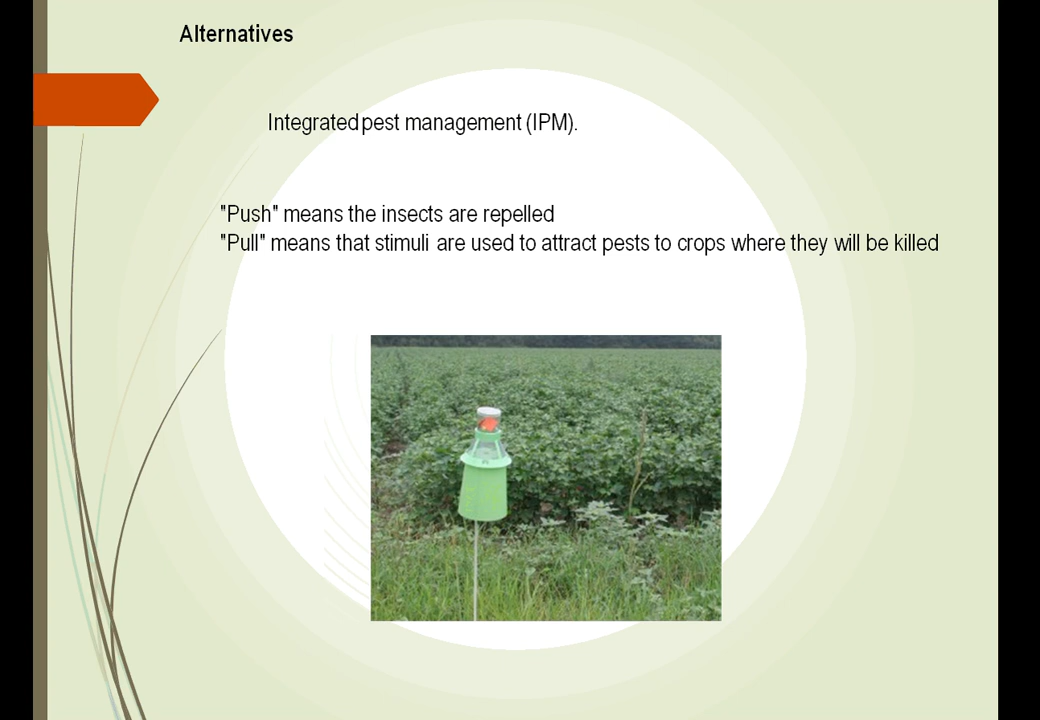 Alternatives
Integrated pest management (IPM).
"Push" means the insects are repelled
"Pull" means that stimuli are used to attract pests to crops where they will be killed